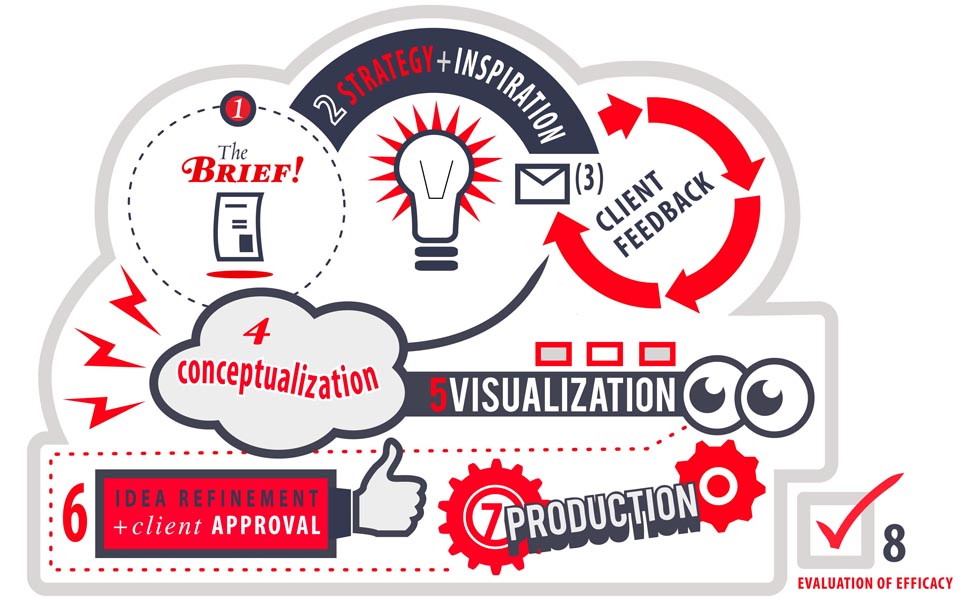 1
The
BRIEF!
2 STRATEGY+INSPIRATION
(3)
CLIENT
FEEDBACK
4
conceptualization
5 VISUALIZATION
6
IDEA REFINEMENT
+client APPROVAL
7 PRODUCTION
8
EVALUATION OF EFFICACY